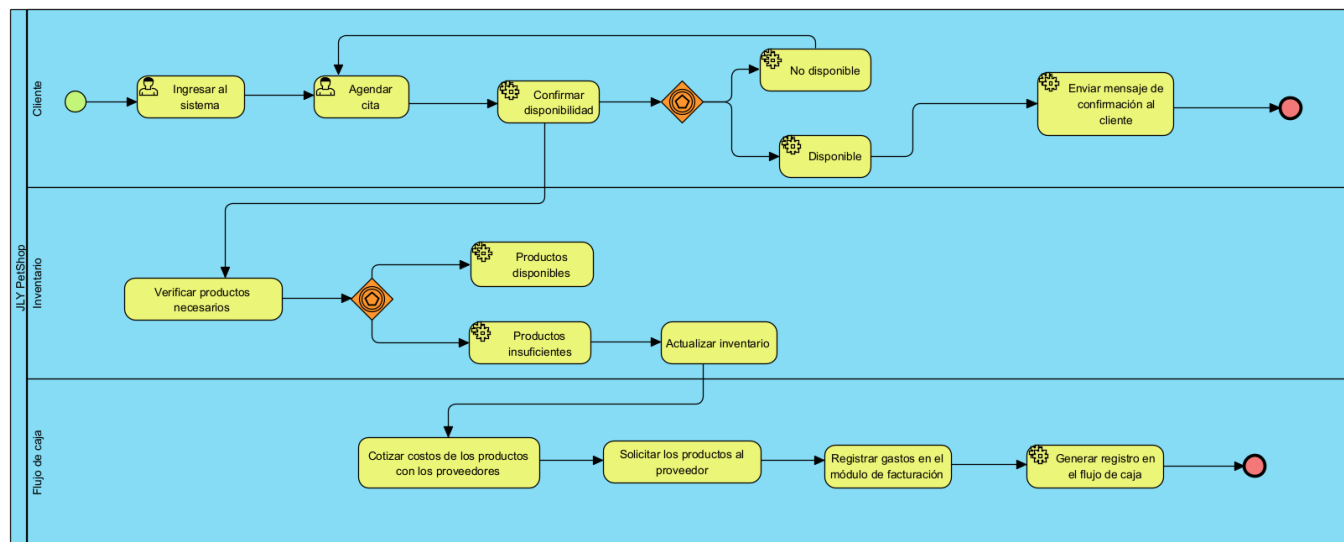 JLY PetShop
Cliente
Ingresar al
sistema
Agendar
cita
Confirmar
disponibilidad
No disponible
Disponible
Enviar mensaje de
confirmación al
cliente
Inventario
Verificar productos
necesarios
Productos
disponibles
Productos
insuficientes
Actualizar inventario
Flujo de caja
Cotizar costos de los productos
con los proveedores
Solicitar los productos al
proveedor
Registrar gastos en el
módulo de facturación
Generar registro en
el flujo de caja